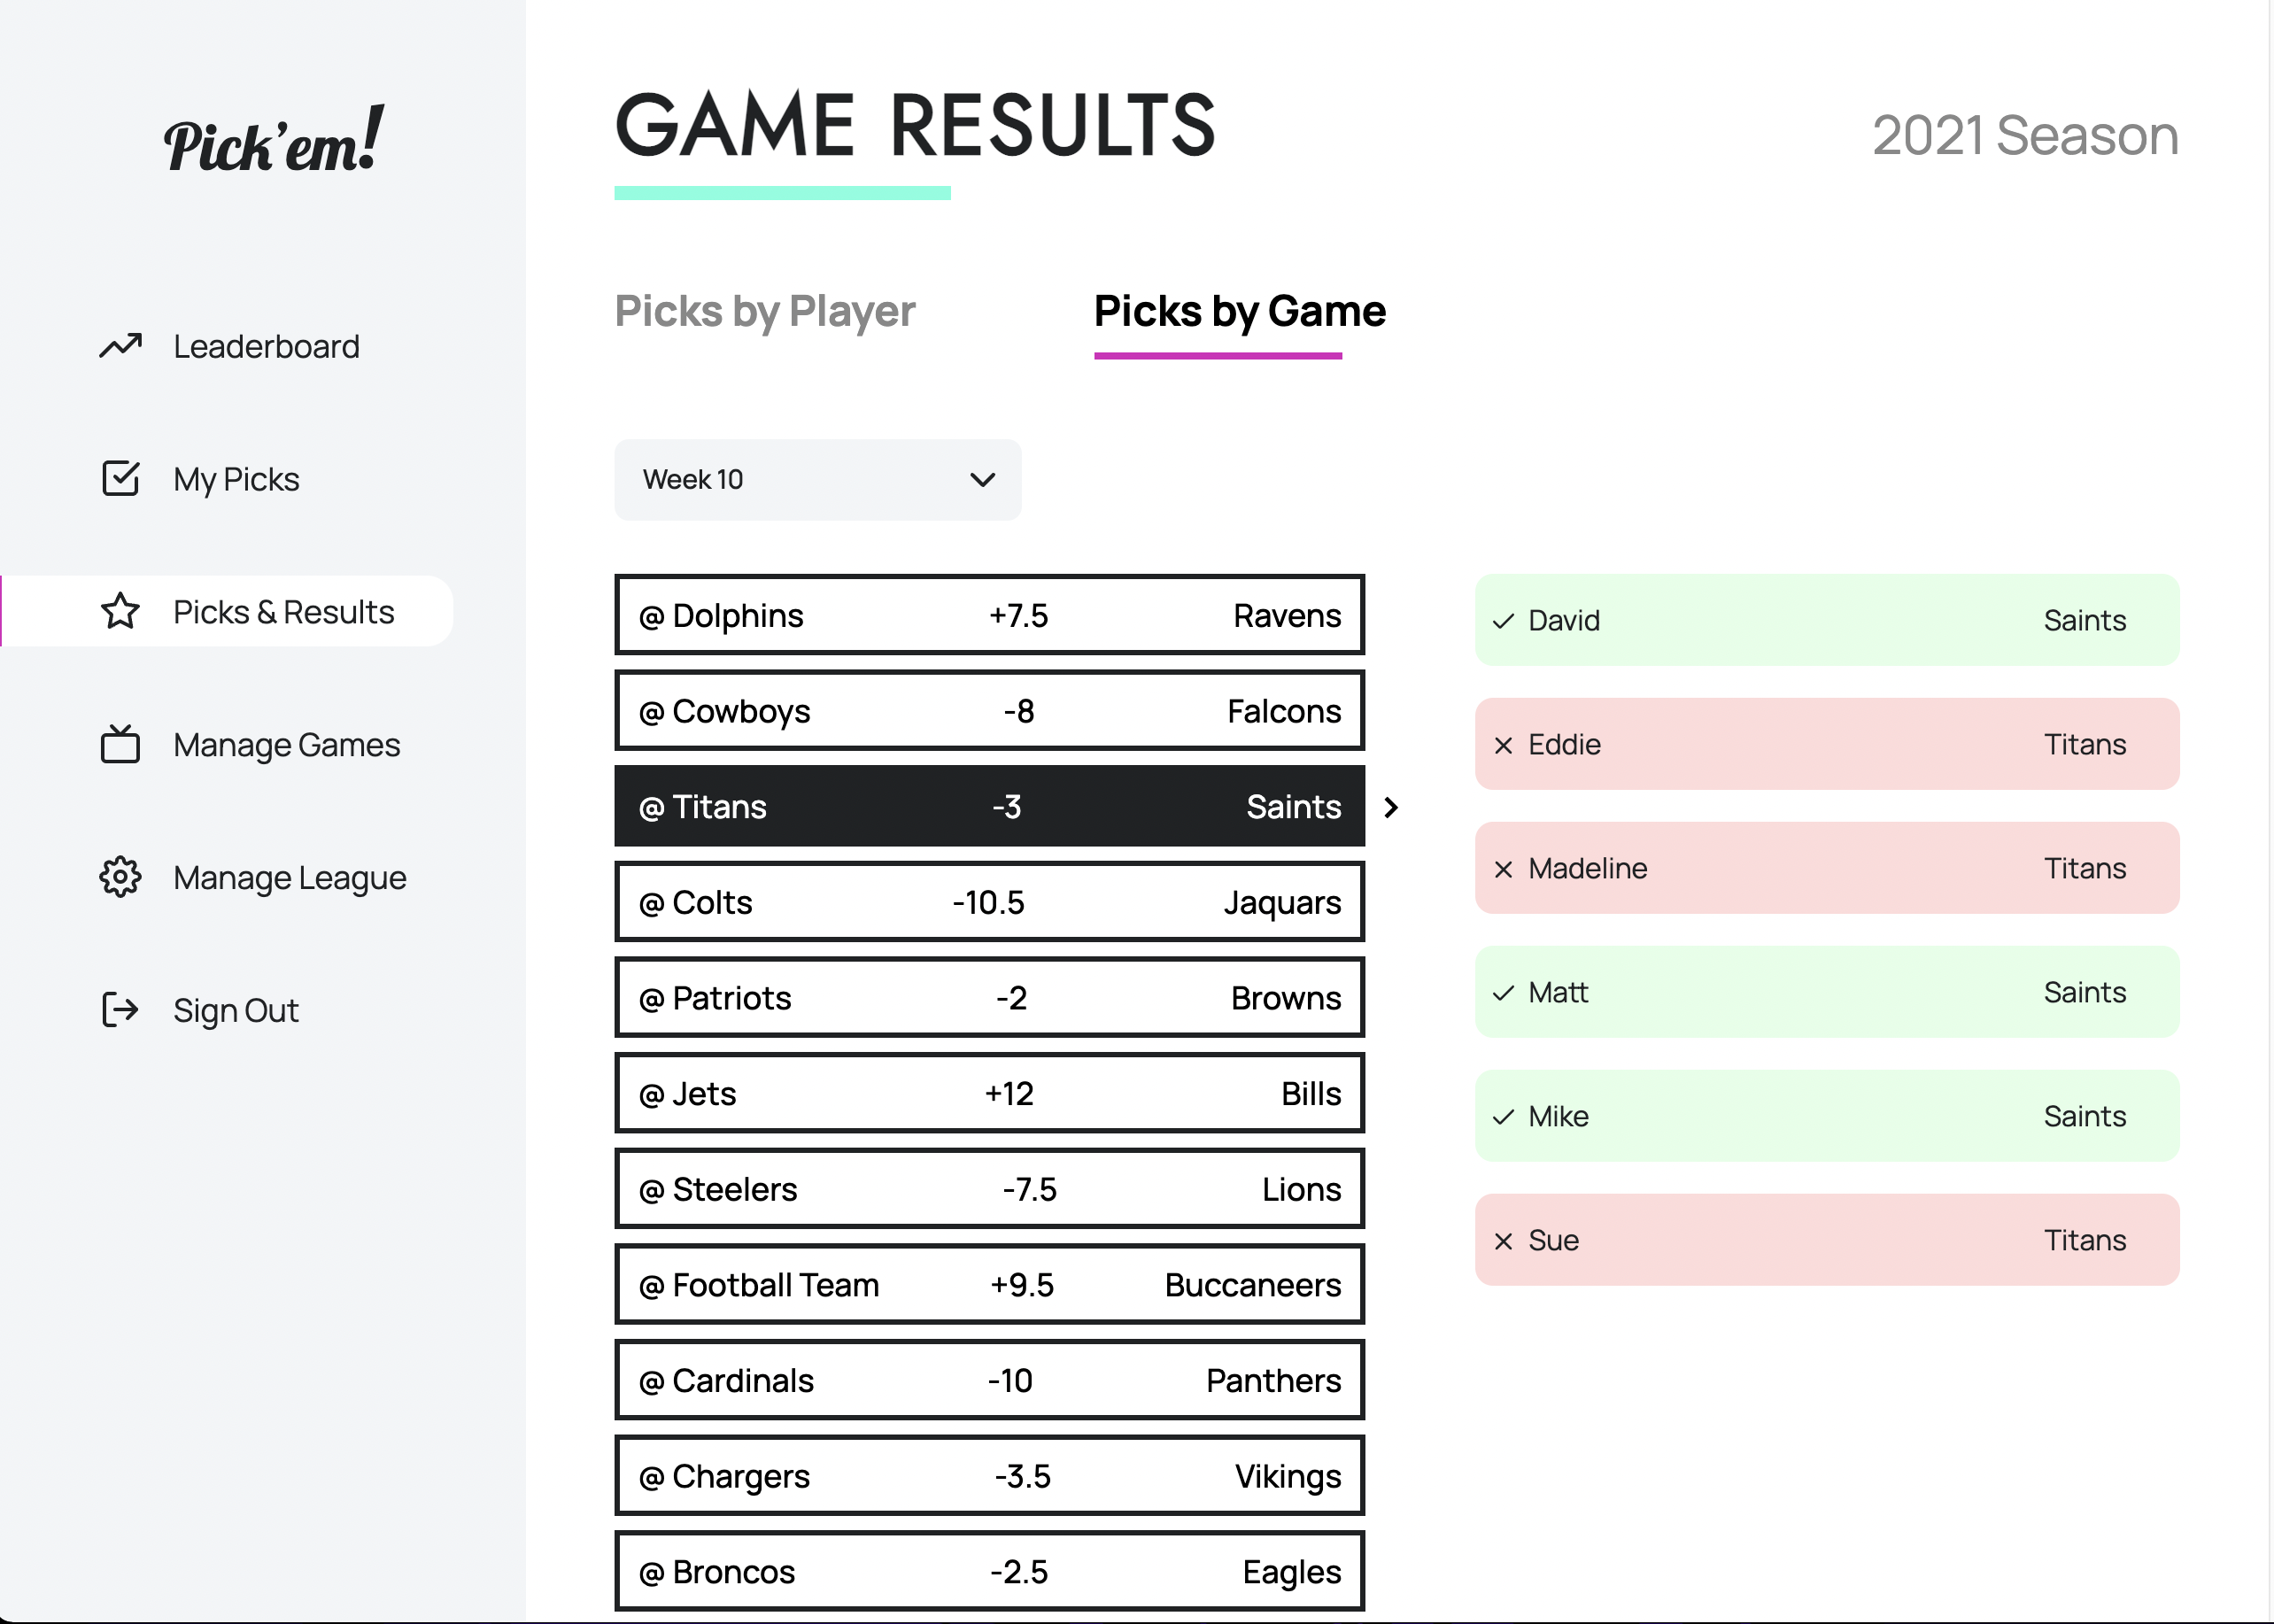 Pick'em!
Leaderboard
My Picks
Picks & Results
Manage Games
Manage League
Sign Out
GAME RESULTS
2021 Season
Picks by Player
Picks by Game
Week 10
@ Dolphins +7.5 Ravens
@ Cowboys -8 Falcons
@ Titans -3 Saints
@ Colts -10.5 Jaquars
@ Patriots -2 Browns
@ Jets +12 Bills
@ Steelers -7.5 Lions
@ Football Team +9.5 Buccaneers
@ Cardinals -10 Panthers
@ Chargers -3.5 Vikings
@ Broncos -2.5 Eagles
David Saints
Eddie Titans
Madeline Titans
Matt Saints
Mike Saints
Sue Titans